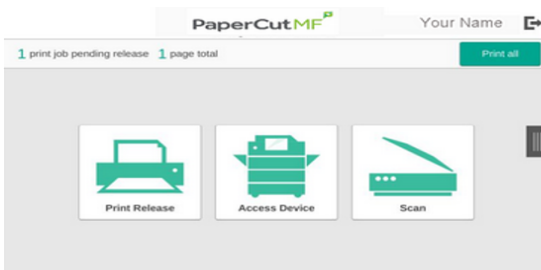 PaperCutMF
Your Name
1 print job pending release 1 page total
Print all
Print Release
Access Device
Scan